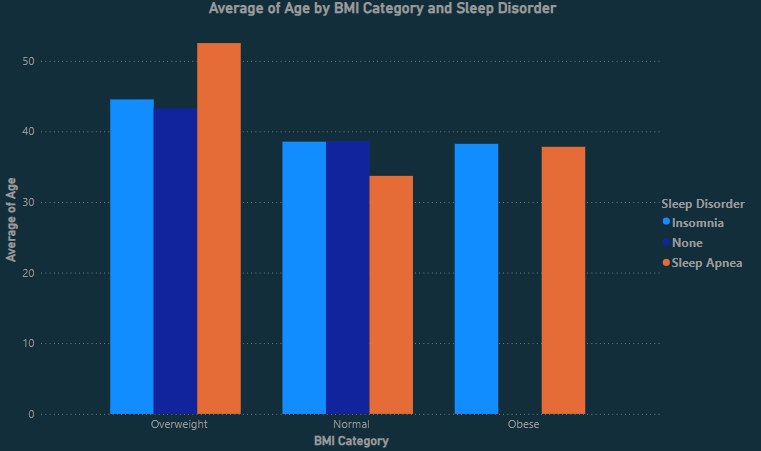 Average of Age by BMI Category and Sleep Disorder
50
40
30
20
10
0
Average of Age
Overweight
Normal
Obese
BMI Category
Sleep Disorder
Insomnia
None
Sleep Apnea